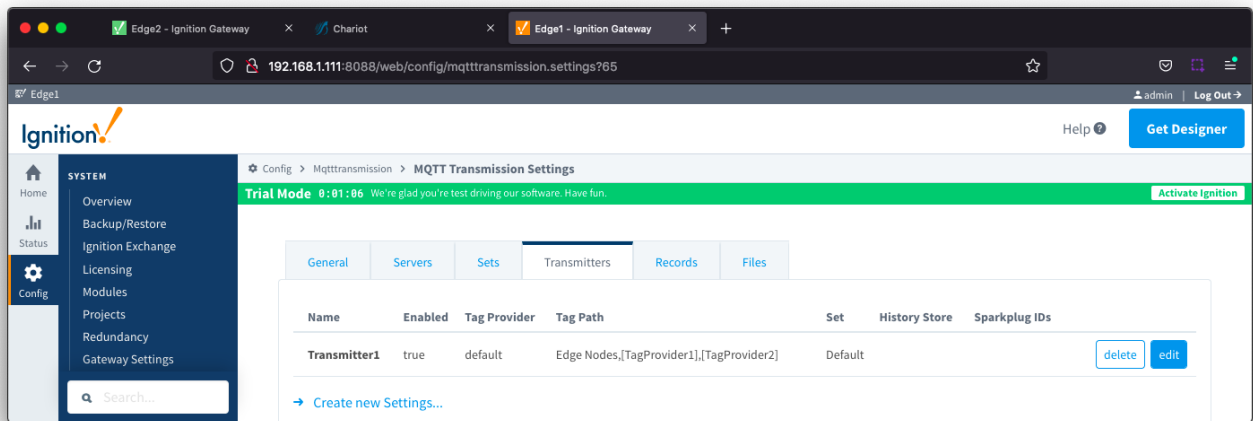 Edge2 - Ignition Gateway
Chariot
Edge1 - Ignition Gateway
192.168.1.111:8088/web/config/mqtttransmission.settings?65
Edge1
admin | Log Out
Ignition!
Help
Get Designer
Home
Status
Config
SYSTEM
Overview
Backup/Restore
Ignition Exchange
Licensing
Modules
Projects
Redundancy
Gateway Settings
Search...
Config > Mqtttransmission > MQTT Transmission Settings
Trial Mode 0:01:06 We're glad you're test driving our software. Have fun.
Activate Ignition
General Servers Sets Transmitters Records Files
Name Enabled Tag Provider Tag Path Set History Store Sparkplug IDs
Transmitter1 true default Edge Nodes,[TagProvider1],[TagProvider2] Default delete edit
Create new Settings...